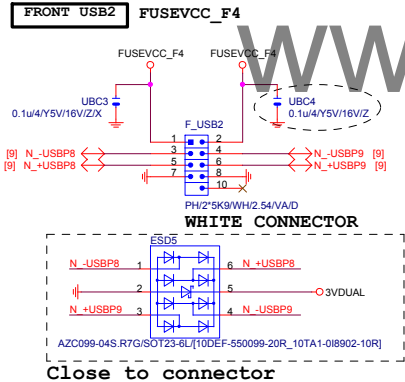 FRONT USB2 FUSEVCC_F4
FUSEVCC_F4 FUSEVCC_F4
WW
UBC3 UBC4
0.1u/4/Y5V/16V/Z/X 0.1u/4/Y5V/16V/Z
F_USB2
1 2
[9] N_-USBP8 3 4 N_-USBP9 [9]
[9] N_+USBP8 5 6 N_+USBP9 [9]
7 8
10
PH/2*5K9/WH/2.54/VA/D
WHITE CONNECTOR
ESD5
N_-USBP8 1 6 N_+USBP8
2 5 3VDUAL
N_+USBP9 3 4 N_-USBP9
AZC099-04S.R7G/SOT23-6L/[10DEF-550099-20R_10TA1-0I8902-10R]
Close to connector